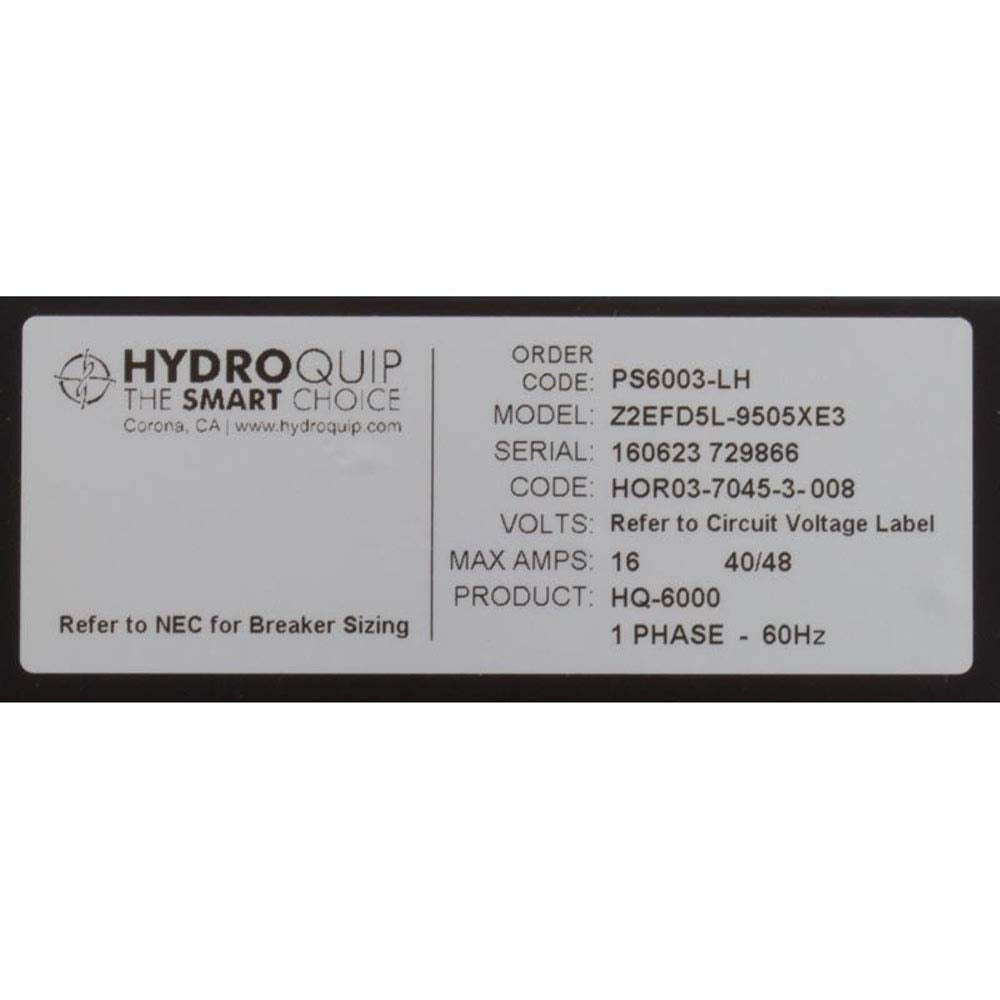 HYDROQUIP
THE SMART CHOICE
Corona, CA | www.hydroquip.com
Refer to NEC for Breaker Sizing
ORDER
CODE: PS6003-LH
MODEL: Z2EFD5L-9505XE3
SERIAL: 160623 729866
CODE: HOR03-7045-3-008
VOLTS: Refer to Circuit Voltage Label
MAX AMPS: 16 40/48
PRODUCT: HQ-6000
1 PHASE - 60Hz